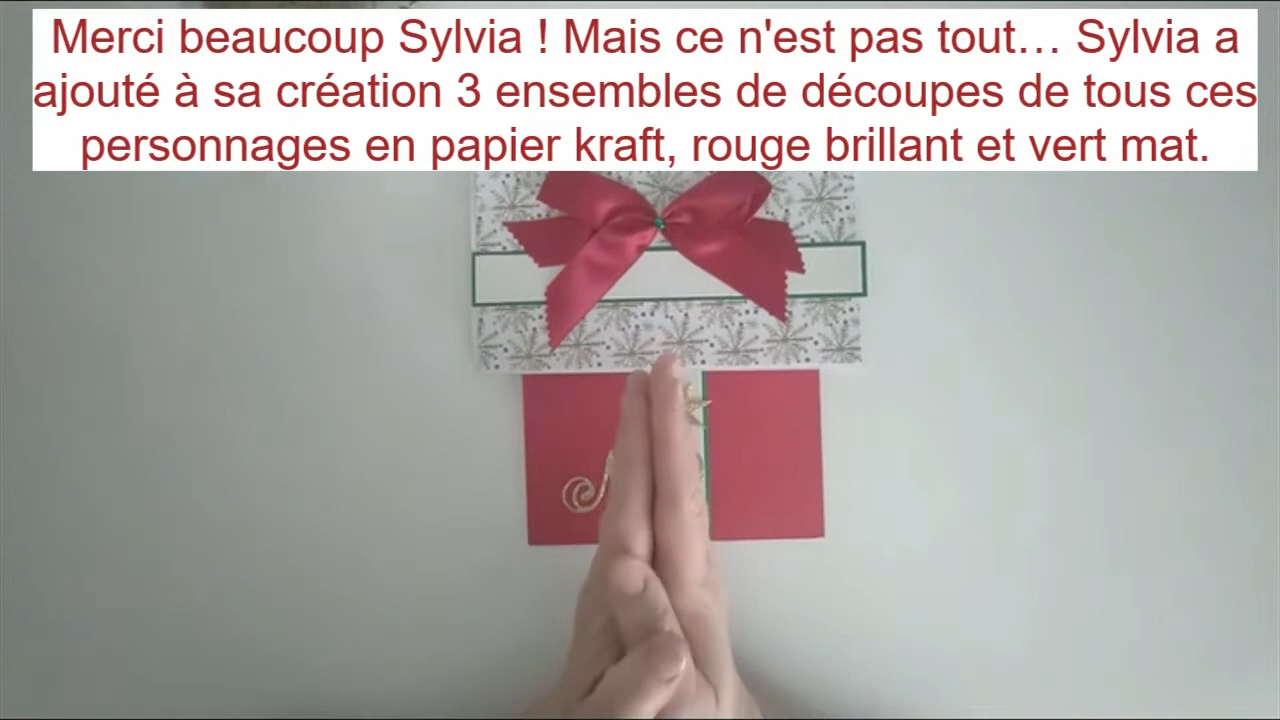 Merci beaucoup Sylvia ! Mais ce n'est pas tout… Sylvia a
ajouté à sa création 3 ensembles de découpes de tous ces
personnages en papier kraft, rouge brillant et vert mat.